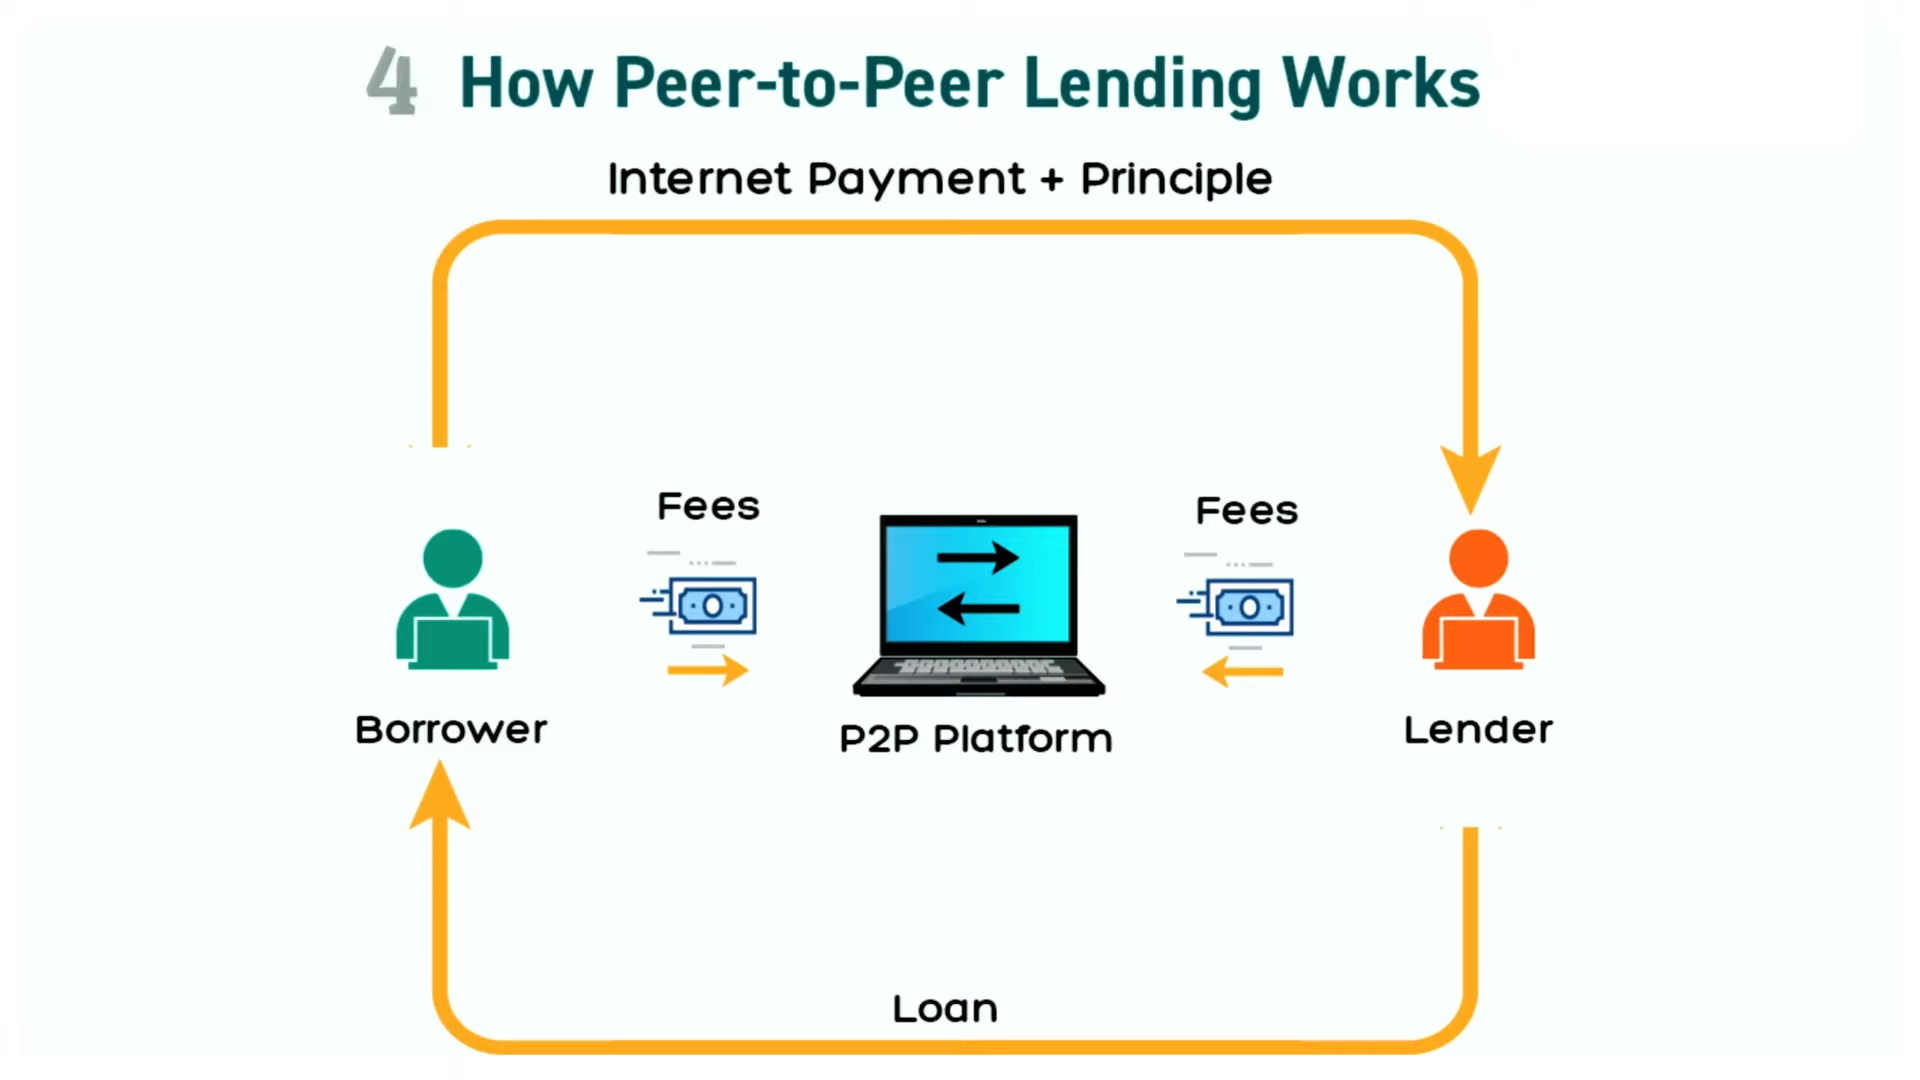 4 How Peer-to-Peer Lending Works
Internet Payment + Principle
Fees
Fees
Borrower
P2P Platform
Lender
Loan